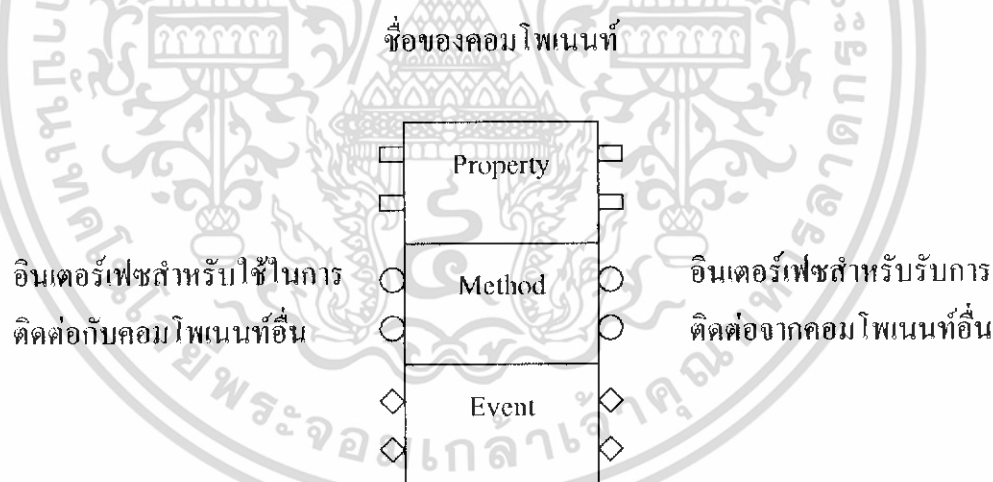 ชื่อของคอมโพเนนท์
Property
อินเตอร์เฟซสำหรับใช้ในการ
ติดต่อกับคอมโพเนนท์อื่น
Method
อินเตอร์เฟซสำหรับรับการ
ติดต่อจากคอมโพเนนท์อื่น
Event